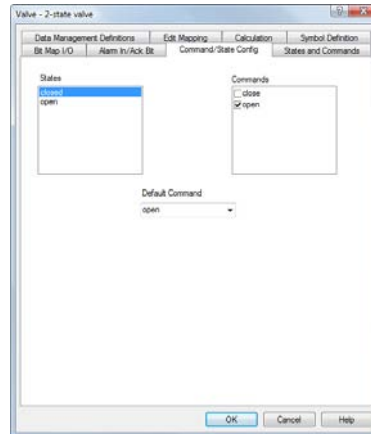 Valve - 2-state valve
Data Management Definitions Edit Mapping Calculation Symbol Definition
Bit Map I/O Alarm In/Ack Bit Command/State Config States and Commands
States Commands
closed close
open open
Default Command
open
OK Cancel Help